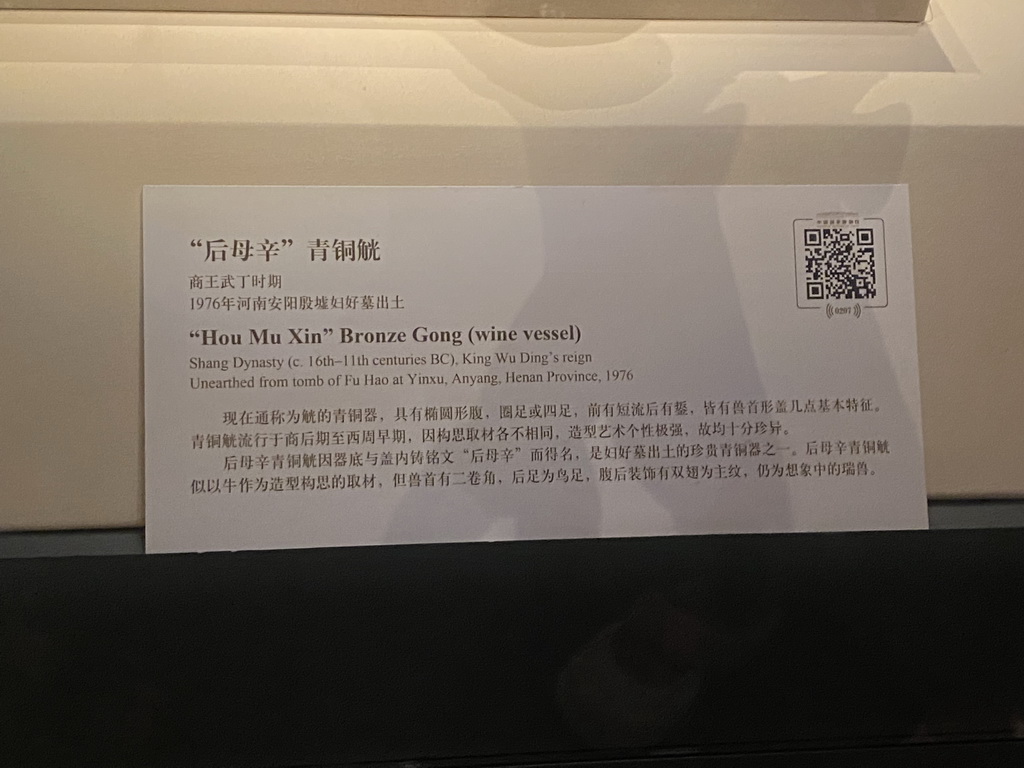 “后母辛”青铜觥
商王武丁时期
1976年河南安阳殷墟妇好墓出土
“Hou Mu Xin” Bronze Gong (wine vessel)
Shang Dynasty (c. 16th–11th centuries BC), King Wu Ding’s reign
Unearthed from tomb of Fu Hao at Yinxu, Anyang, Henan Province, 1976
现在通称为觥的青铜器，具有椭圆形腹，圈足或四足，前有短流后有鋬，皆有兽首形盖几点基本特征。
青铜觥流行于商后期至西周早期，因构思取材各不相同，造型艺术个性极强，故均十分珍异。
后母辛青铜觥因器底与盖内铸铭文“后母辛”而得名，是妇好墓出土的珍贵青铜器之一。后母辛青铜觥
似以牛作为造型构思的取材，但兽首有二卷角，后足为鸟足，腹后装饰有双翅为主纹，仍为想象中的瑞兽。
0297